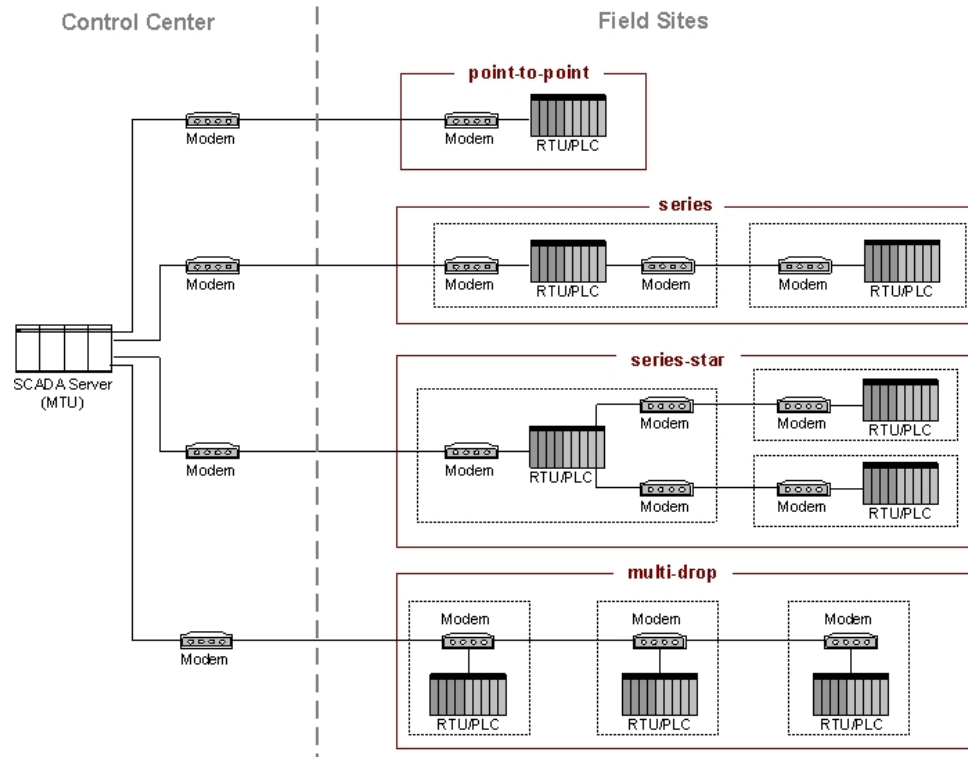 Control Center
Field Sites
point-to-point
Modem
Modem
RTU/PLC
series
Modem
Modem
RTU/PLC
Modem
Modem
RTU/PLC
SCADA Server
(MTU)
series-star
Modem
Modem
RTU/PLC
Modem
Modem
RTU/PLC
Modem
Modem
RTU/PLC
multi-drop
Modem
Modem
Modem
Modem
RTU/PLC
RTU/PLC
RTU/PLC